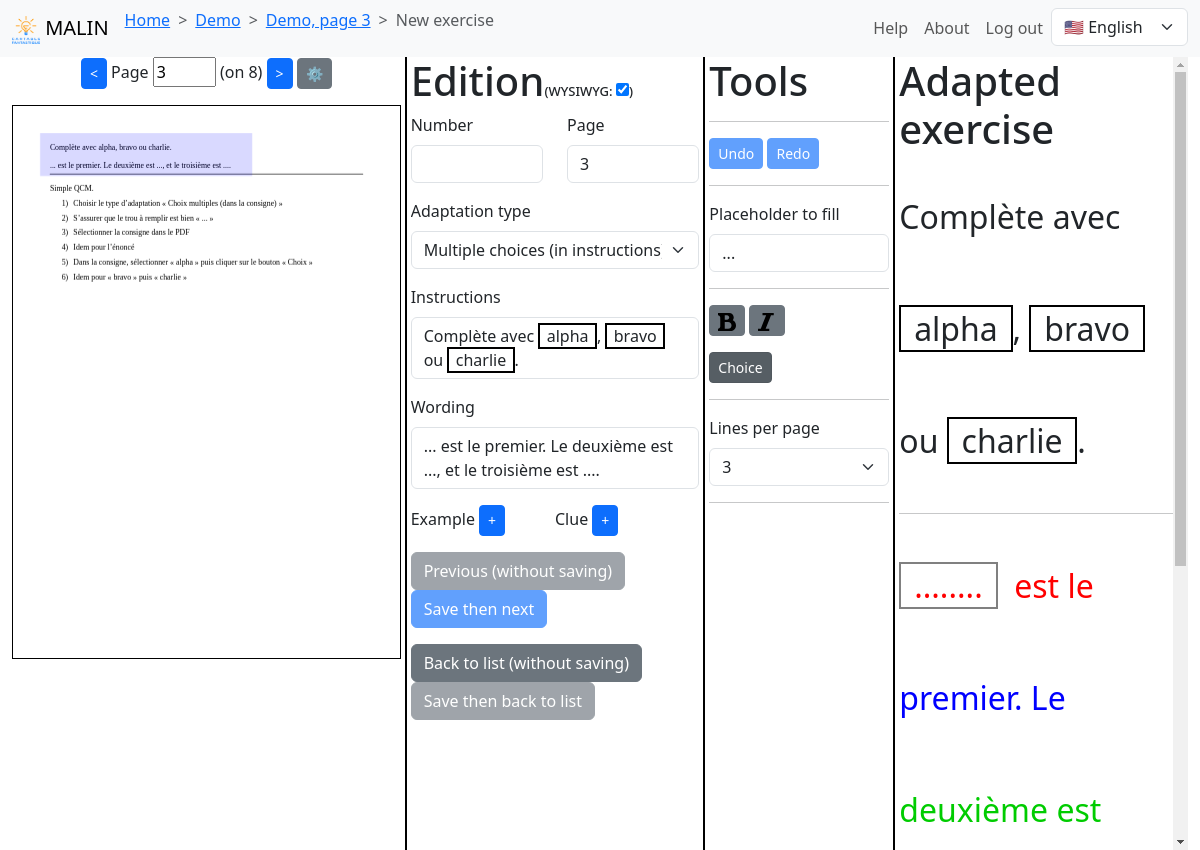 MALIN
Home > Demo > Demo, page 3 > New exercise
Help About Log out 🇺🇸 English
< Page 3 (on 8) > ⚙️
Complète avec alpha, bravo ou charlie.
... est le premier. Le deuxième est ..., et le troisième est ....
Simple QCM.
1) Choisir le type d'adaptation « Choix multiples (dans la consigne) »
2) S'assurer que le trou à remplir est bien « ... »
3) Sélectionner la consigne dans le PDF
4) Idem pour l'énoncé
5) Dans la consigne, sélectionner « alpha » puis cliquer sur le bouton « Choix »
6) Idem pour « bravo » puis « charlie »
Edition (WYSIWYG: )
Number Page
3
Adaptation type
Multiple choices (in instructions
Instructions
Complète avec alpha, bravo
ou charlie.
Wording
... est le premier. Le deuxième est
..., et le troisième est ....
Example + Clue +
Previous (without saving)
Save then next
Back to list (without saving)
Save then back to list
Tools
Undo Redo
Placeholder to fill
...
B I
Choice
Lines per page
3
Adapted
exercise
Complète avec
alpha, bravo
ou charlie.
........ est le
premier. Le
deuxième est